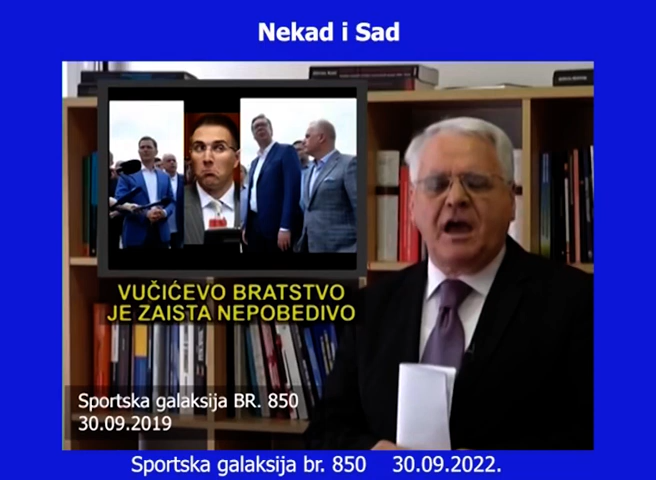 Nekad i Sad
VUČIĆEVO BRATSTVO
JE ZAISTA NEPOBEDIVO
Sportska galaksija BR. 850
30.09.2019
Sportska galaksija br. 850 30.09.2022.